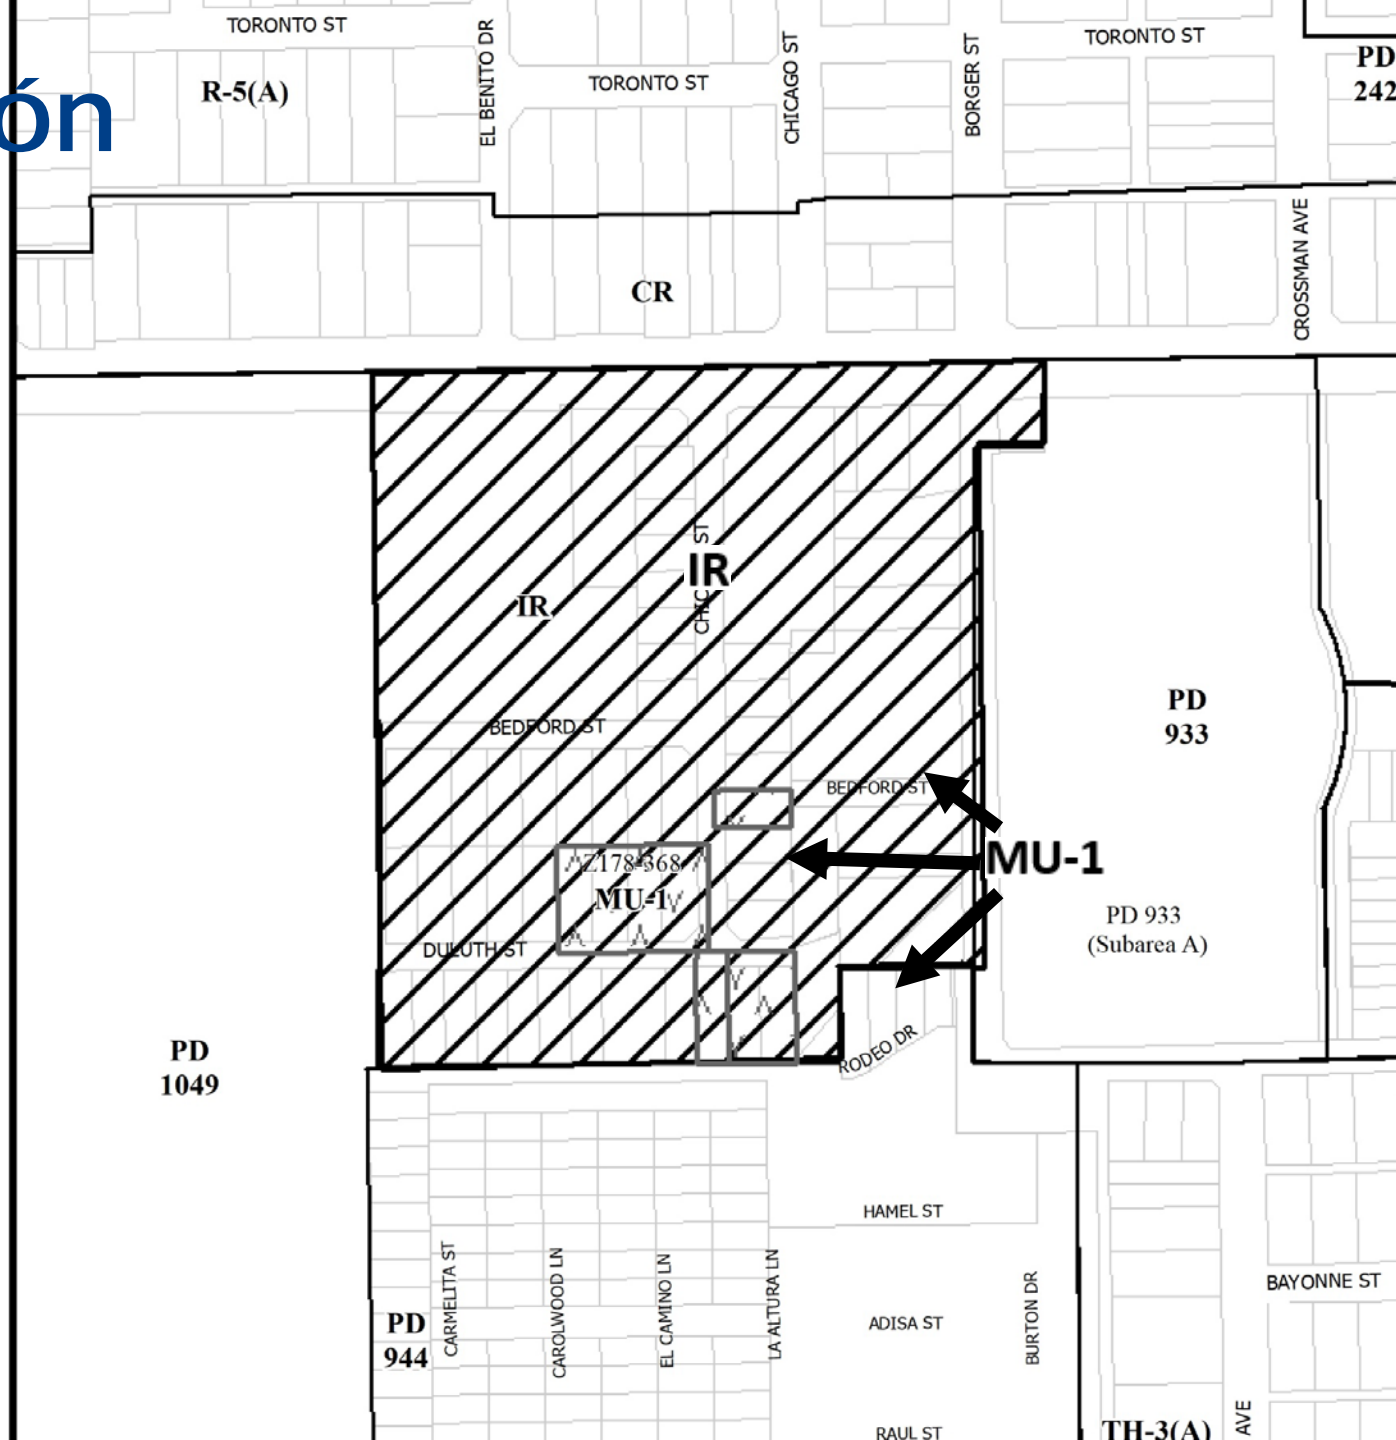 TORONTO ST
TORONTO ST
R-5(A)
EL BENITO DR
TORONTO ST
CHICAGO ST
BORGER ST
PD
242
ón
CR
CROSSMAN AVE
IR
ST
IR
CHIC
BEDFORD ST
PD
933
BEDFORD ST
Z178-368
MU-1
MU-1
PD 933
(Subarea A)
DULUTH ST
RODEO DR
PD
1049
HAMEL ST
CARMELITA ST
CAROLWOOD LN
EL CAMINO LN
LA ALTURA LN
BURTON DR
BAYONNE ST
PD
944
ADISA ST
RAUL ST
TH-3(A)
AVE